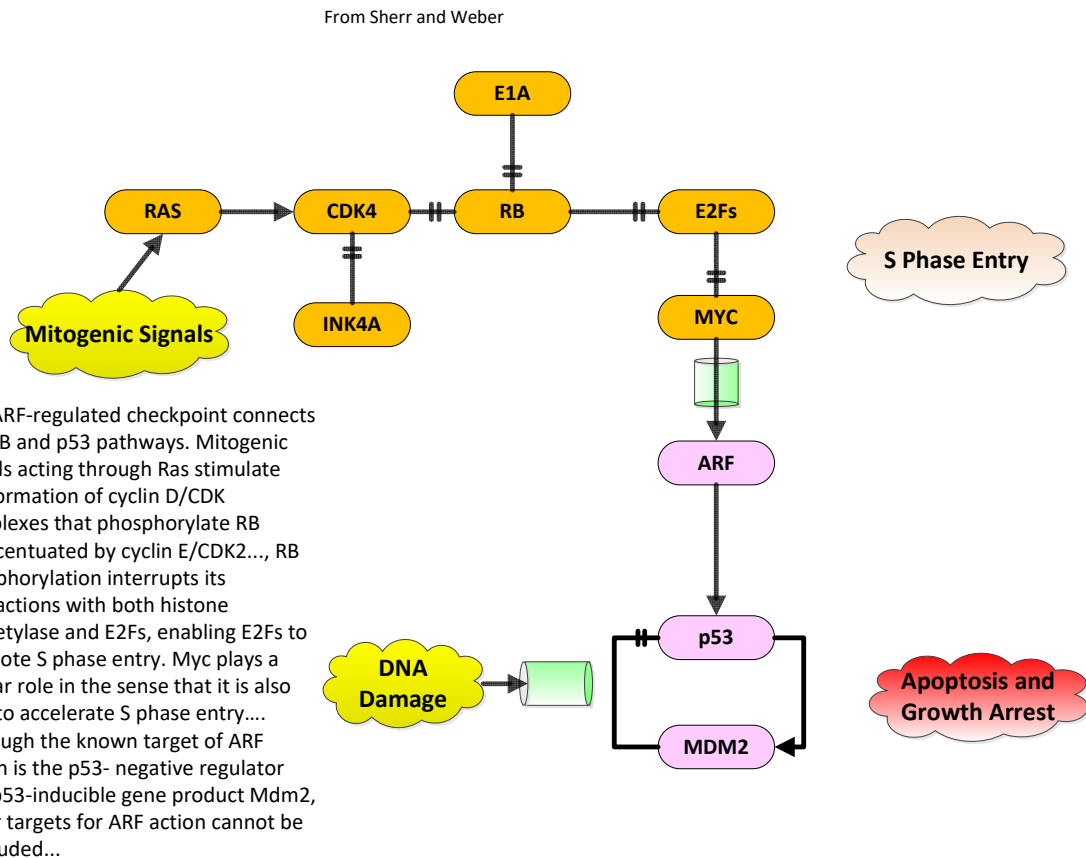 From Sherr and Weber
E1A
RAS
CDK4
RB
E2Fs
S Phase Entry
Mitogenic Signals
INK4A
MYC
ARF-regulated checkpoint connects
B and p53 pathways. Mitogenic
ls acting through Ras stimulate
ormation of cyclin D/CDK
plexes that phosphorylate RB
centuated by cyclin E/CDK2..., RB
phorylation interrupts its
actions with both histone
etylase and E2Fs, enabling E2Fs to
ote S phase entry. Myc plays a
ar role in the sense that it is also
to accelerate S phase entry....
ugh the known target of ARF
n is the p53- negative regulator
p53-inducible gene product Mdm2,
r targets for ARF action cannot be
uded...
ARF
p53
DNA
Damage
MDM2
Apoptosis and
Growth Arrest